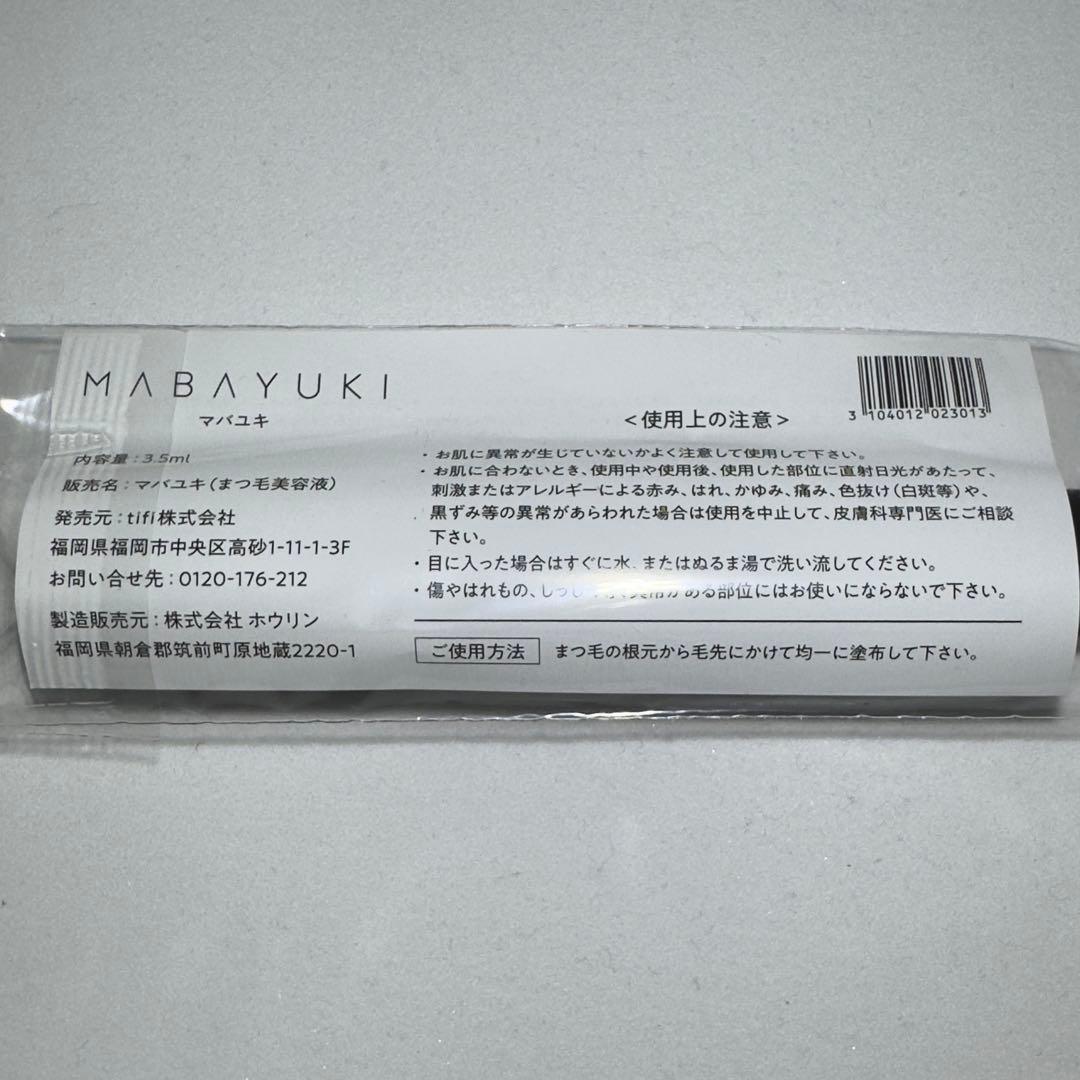 MABAYUKI
マバユキ
内容量:3.5ml
販売名:マバユキ(まつ毛美容液)
発売元:tifi株式会社
福岡県福岡市中央区高砂1-11-1-3F
お問い合せ先:0120-176-212
製造販売元:株式会社 ホウリン
福岡県朝倉郡筑前町原地蔵2220-1
<使用上の注意>
3 104012 023013
・お肌に異常が生じていないかよく注意して使用して下さい。
・お肌に合わないとき、使用中や使用後、使用した部位に直射日光があたって、
刺激またはアレルギーによる赤み、はれ、かゆみ、痛み、色抜け(白斑等)や、
黒ずみ等の異常があらわれた場合は使用を中止して、皮膚科専門医にご相談
下さい。
・目に入った場合はすぐに水、またはぬるま湯で洗い流してください。
・傷やはれもの、しっしん、異常がある部位にはお使いにならないで下さい。
ご使用方法 まつ毛の根元から毛先にかけて均一に塗布して下さい。